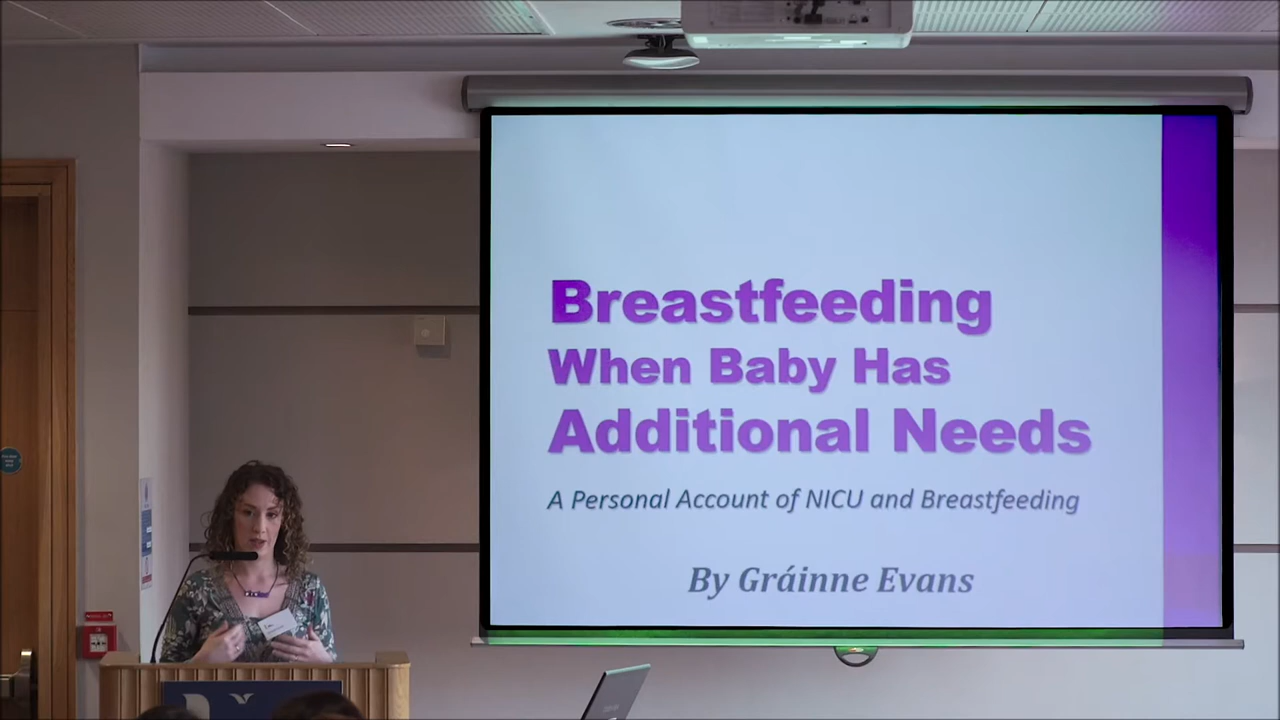 Breastfeeding
When Baby Has
Additional Needs
A Personal Account of NICU and Breastfeeding
By Gráinne Evans